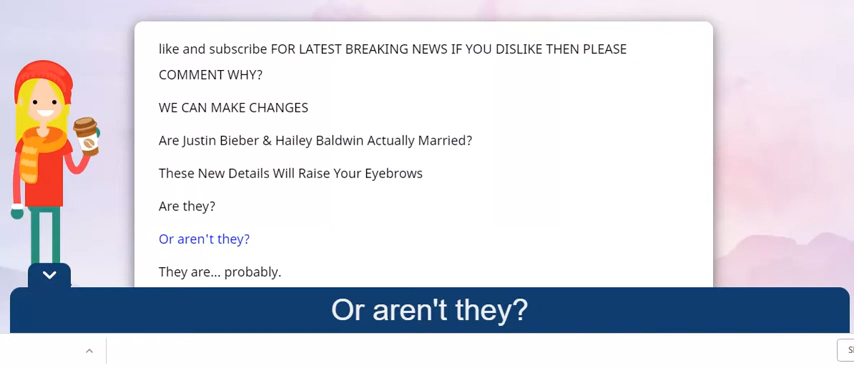 like and subscribe FOR LATEST BREAKING NEWS IF YOU DISLIKE THEN PLEASE
COMMENT WHY?
WE CAN MAKE CHANGES
Are Justin Bieber & Hailey Baldwin Actually Married?
These New Details Will Raise Your Eyebrows
Are they?
Or aren't they?
They are... probably.
Or aren't they?